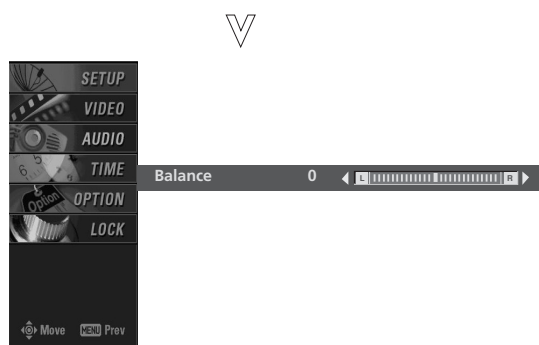 SETUP
VIDEO
AUDIO
TIME
OPTION
LOCK
Balance 0 L R
Option
Move MENU Prev